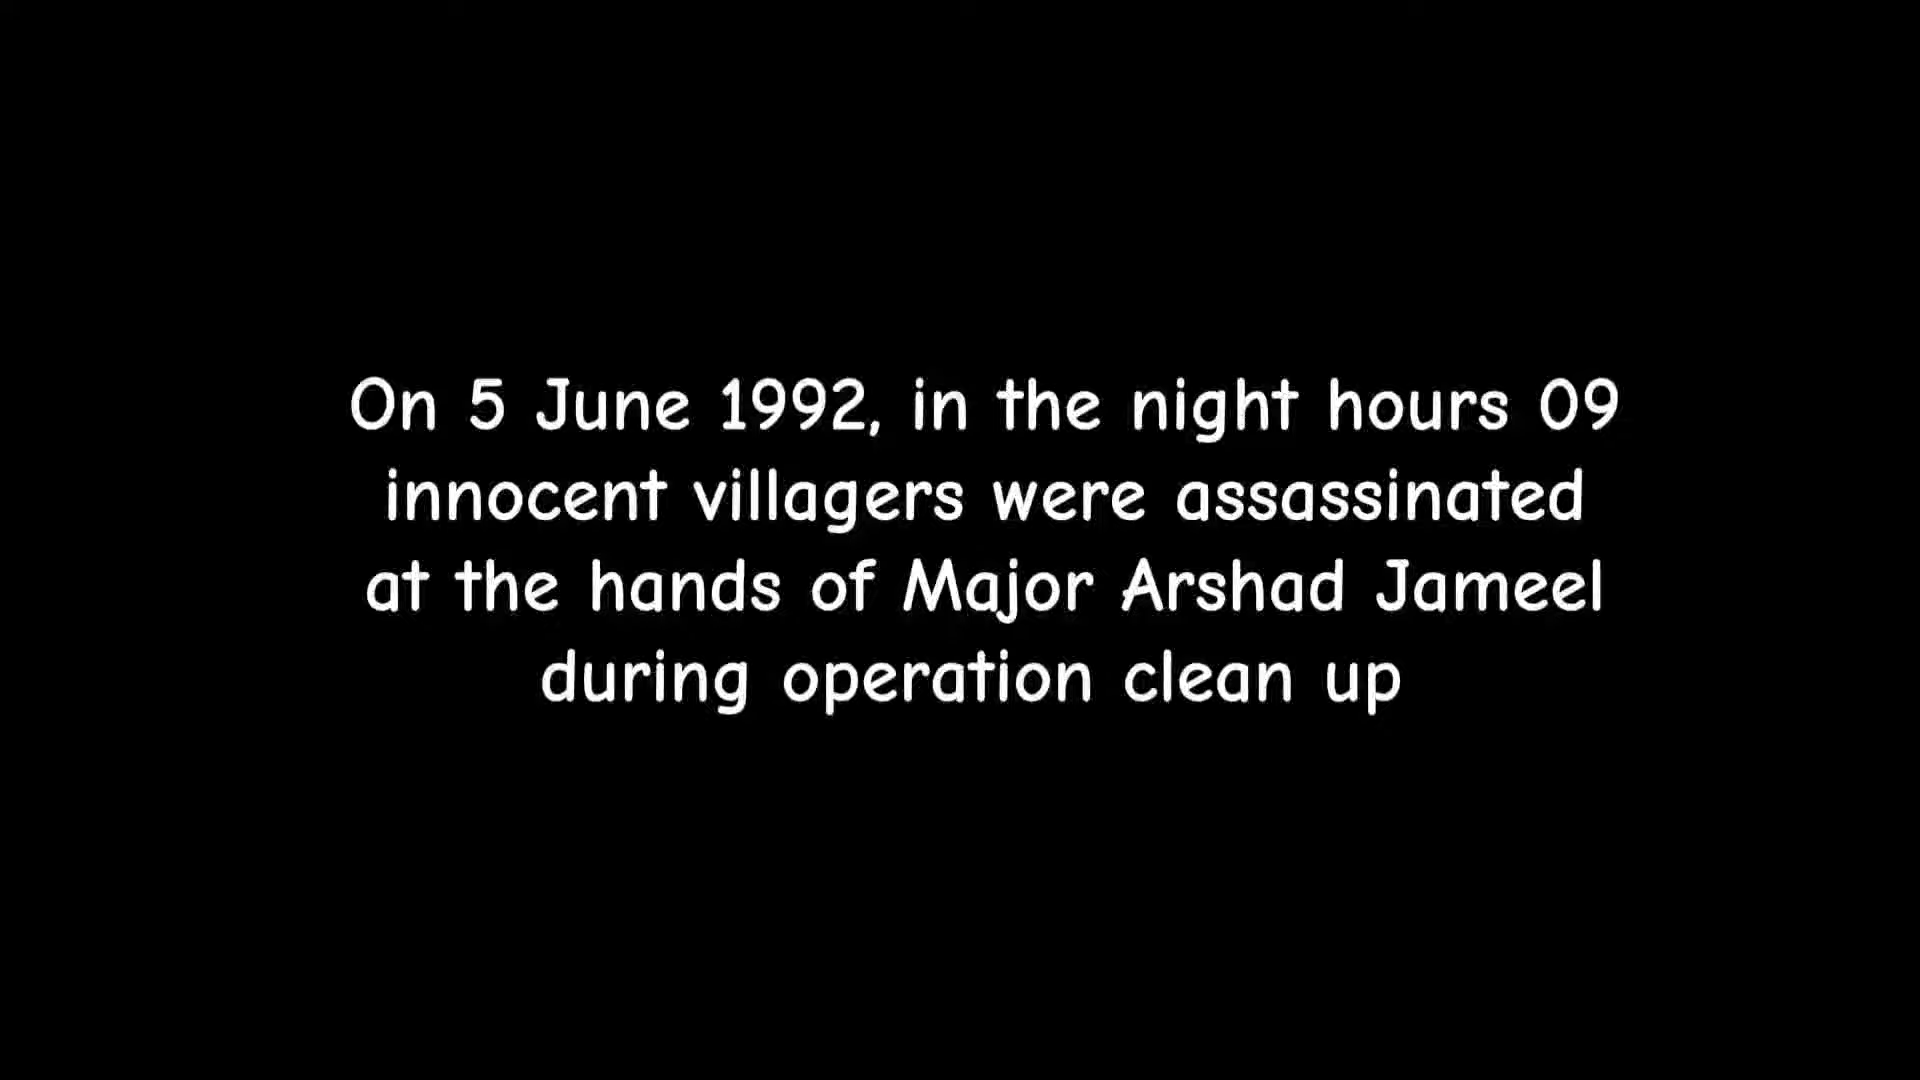 On 5 June 1992, in the night hours 09
innocent villagers were assassinated
at the hands of Major Arshad Jameel
during operation clean up